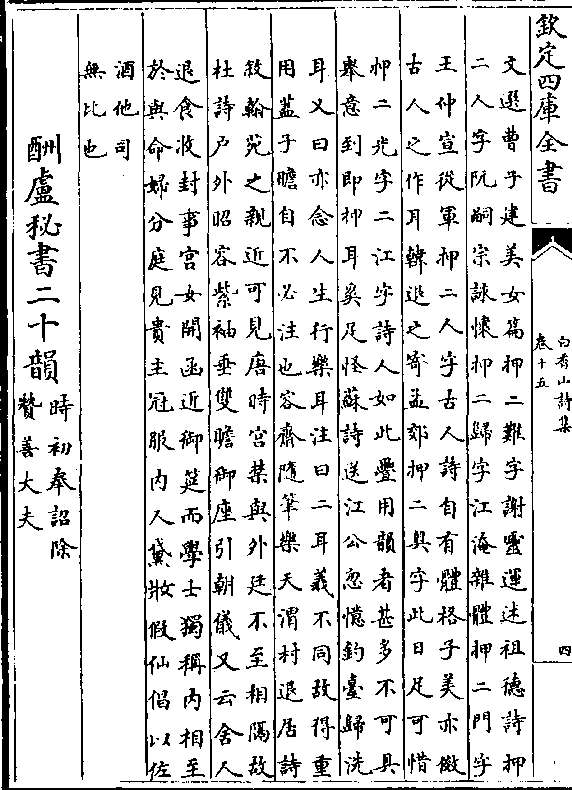 欽定四庫全書
白香山詩集
卷十五
四
文選曹子建美女篇押二難字謝靈運述祖德詩押
二人字阮嗣宗詠懷押二歸字江淹雜體押二門字
王仲宣從軍押二人字古人詩自有體格子美亦倣
古人之作耳韓退之寄孟郊押二具字此日足可惜
押二光字二江字詩人如此疊用韻者甚多不可具
舉意到即押耳奚足怪蘇詩送江公忽憶釣臺歸洗
耳又曰亦念人生行樂耳注曰二耳義不同故得重
用蓋子瞻自不必注也容齋隨筆樂天渭村退居詩
敘翰苑之親近可見唐時宮禁與外廷不至相隔故
杜詩戶外昭容紫袖垂雙瞻御座引朝儀又云舍人
退食收封事宮女開函近御筵而學士獨稱內相至
於與命婦分庭見貴主冠服內人黛妝假仙倡以佐
酒他司
無比也
酬盧秘書二十韻
時初奉詔除
贊善大夫